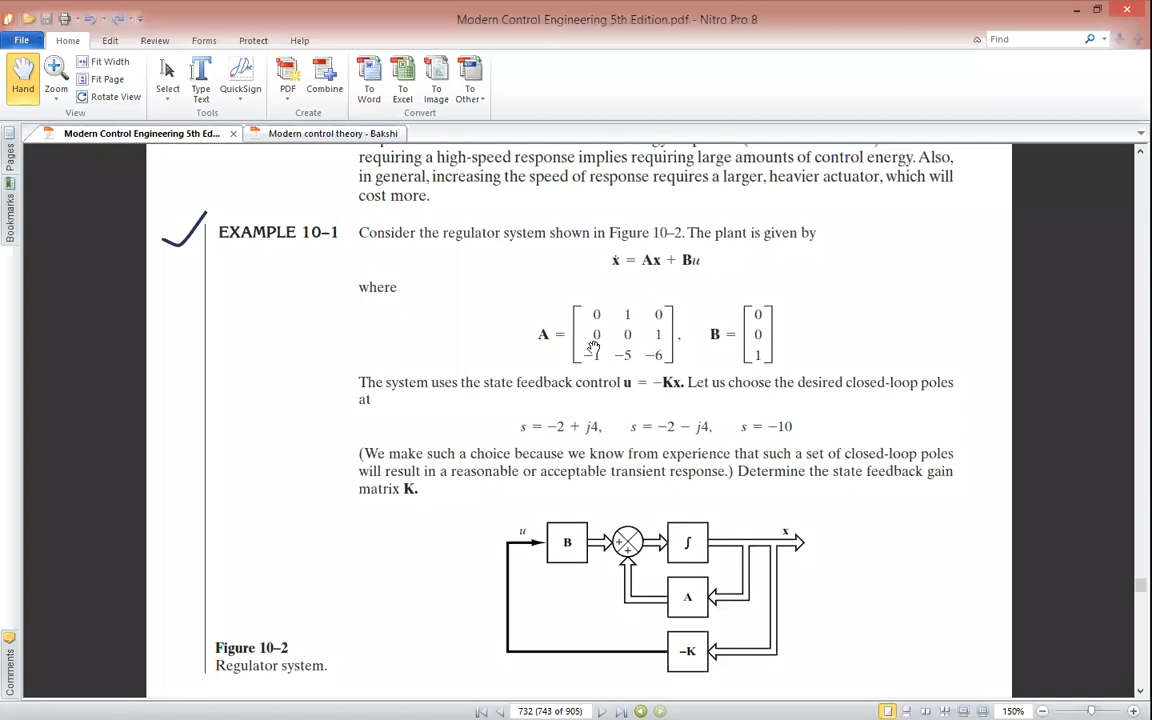 Modern Control Engineering 5th Edition.pdf - Nitro Pro 8
File Home Edit Review Forms Protect Help Find
Hand Zoom Fit Width Fit Page Rotate View View
Select Type Text QuickSign Tools
PDF Combine Create
To Word To Excel To Image To Other Convert
Modern Control Engineering 5th Ed... Modern control theory - Bakshi
Pages
Bookmarks
Comments
requiring a high-speed response implies requiring large amounts of control energy. Also,
in general, increasing the speed of response requires a larger, heavier actuator, which will
cost more.
EXAMPLE 10–1 Consider the regulator system shown in Figure 10–2. The plant is given by
ẋ = Ax + Bu
where
A = [0 1 0; 0 0 1; −1 −5 −6], B = [0; 0; 1]
The system uses the state feedback control u = −Kx. Let us choose the desired closed-loop poles
at
s = −2 + j4, s = −2 − j4, s = −10
(We make such a choice because we know from experience that such a set of closed-loop poles
will result in a reasonable or acceptable transient response.) Determine the state feedback gain
matrix K.
u B + + ∫ x
A
−K
Figure 10–2
Regulator system.
732 (743 of 905) 150%